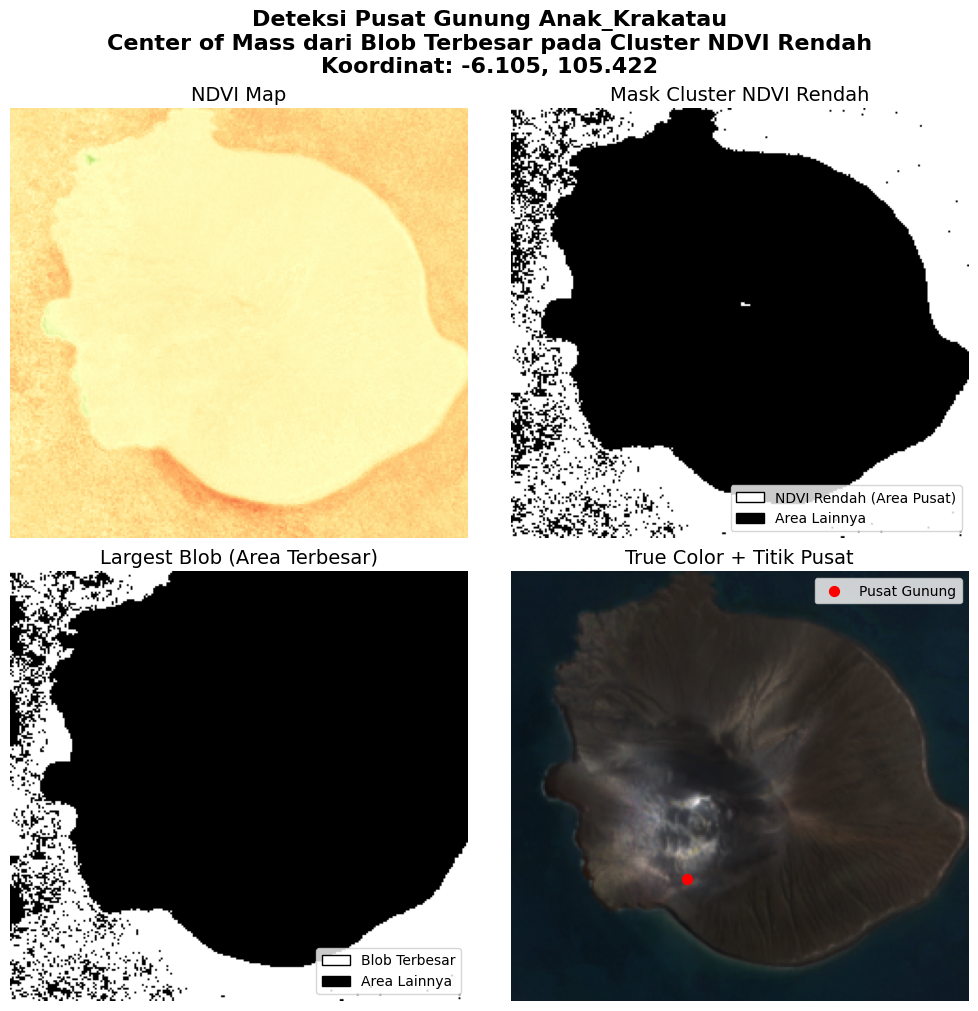 Deteksi Pusat Gunung Anak_Krakatau
Center of Mass dari Blob Terbesar pada Cluster NDVI Rendah
Koordinat: -6.105, 105.422
NDVI Map
Mask Cluster NDVI Rendah
NDVI Rendah (Area Pusat)
Area Lainnya
Largest Blob (Area Terbesar)
True Color + Titik Pusat
Blob Terbesar
Area Lainnya
Pusat Gunung